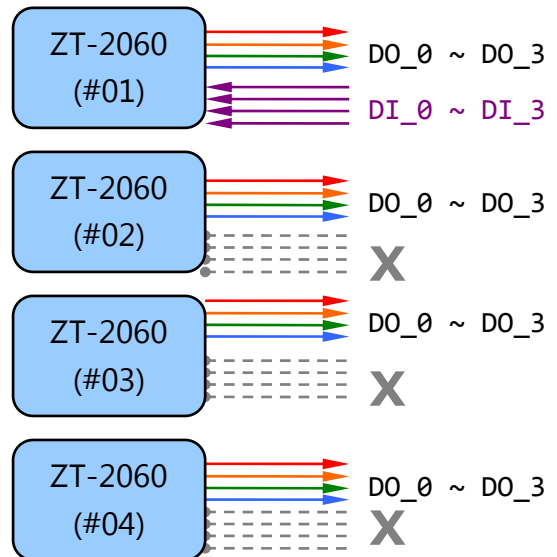 ZT-2060
(#01)
DO_0 ~ DO_3
DI_0 ~ DI_3
ZT-2060
(#02)
DO_0 ~ DO_3
X
ZT-2060
(#03)
DO_0 ~ DO_3
X
ZT-2060
(#04)
DO_0 ~ DO_3
X